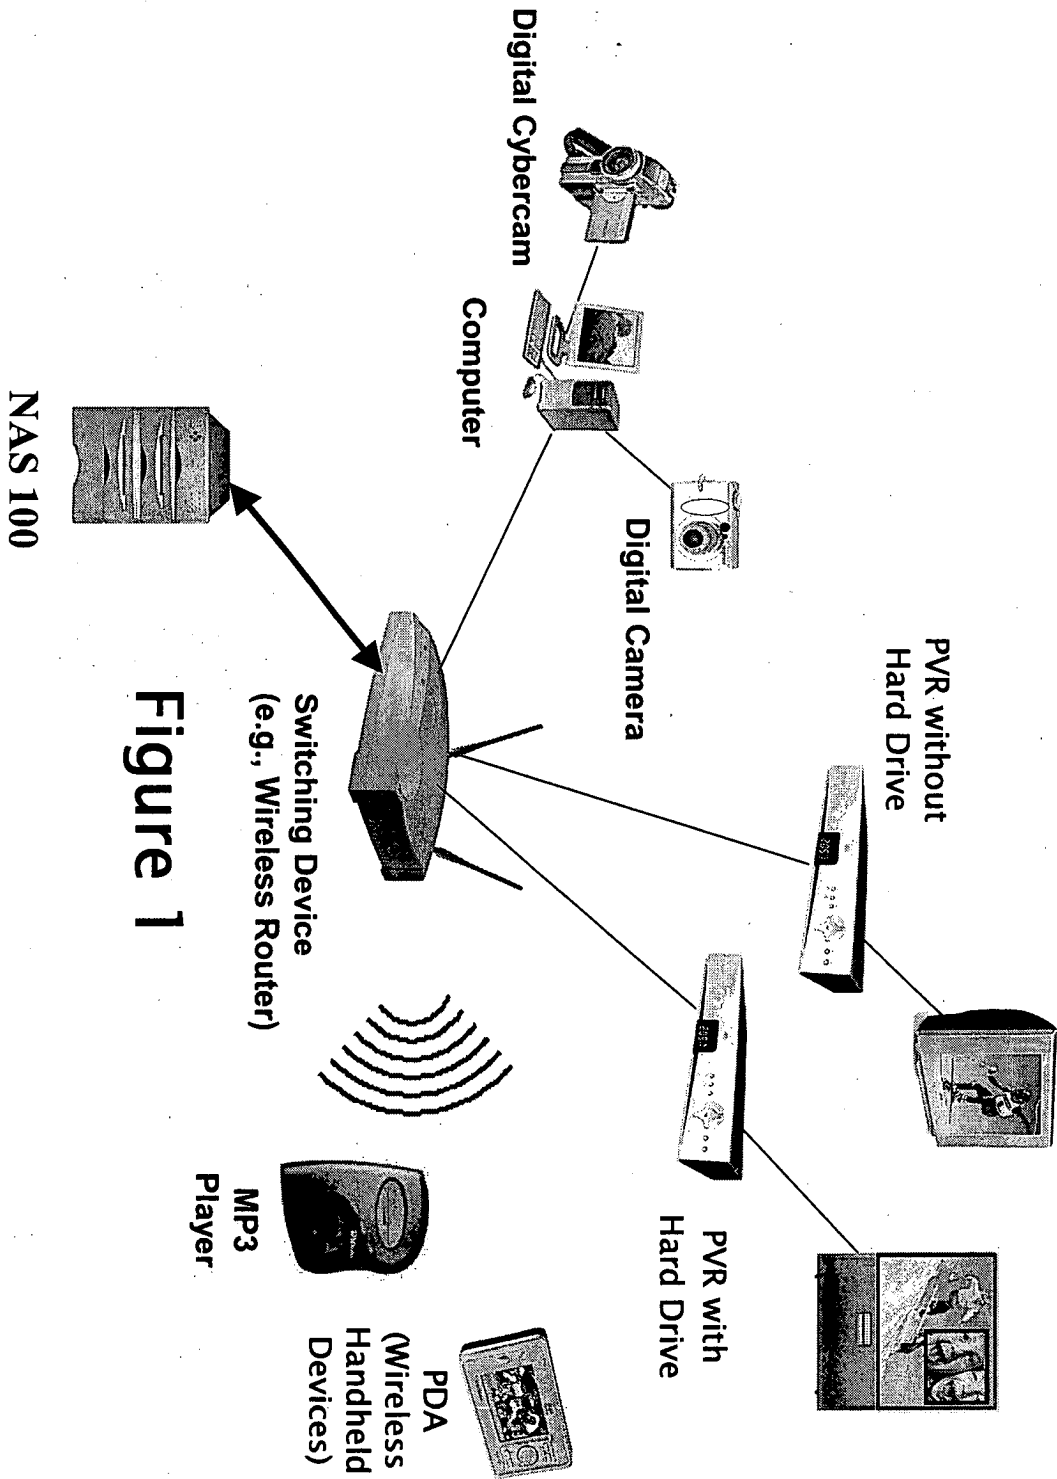 Digital Cybercam
Computer
Digital Camera
PVR without
Hard Drive
PVR with
Hard Drive
NAS 100
Switching Device
(e.g., Wireless Router)
MP3
Player
PDA
(Wireless
Handheld
Devices)
Figure 1